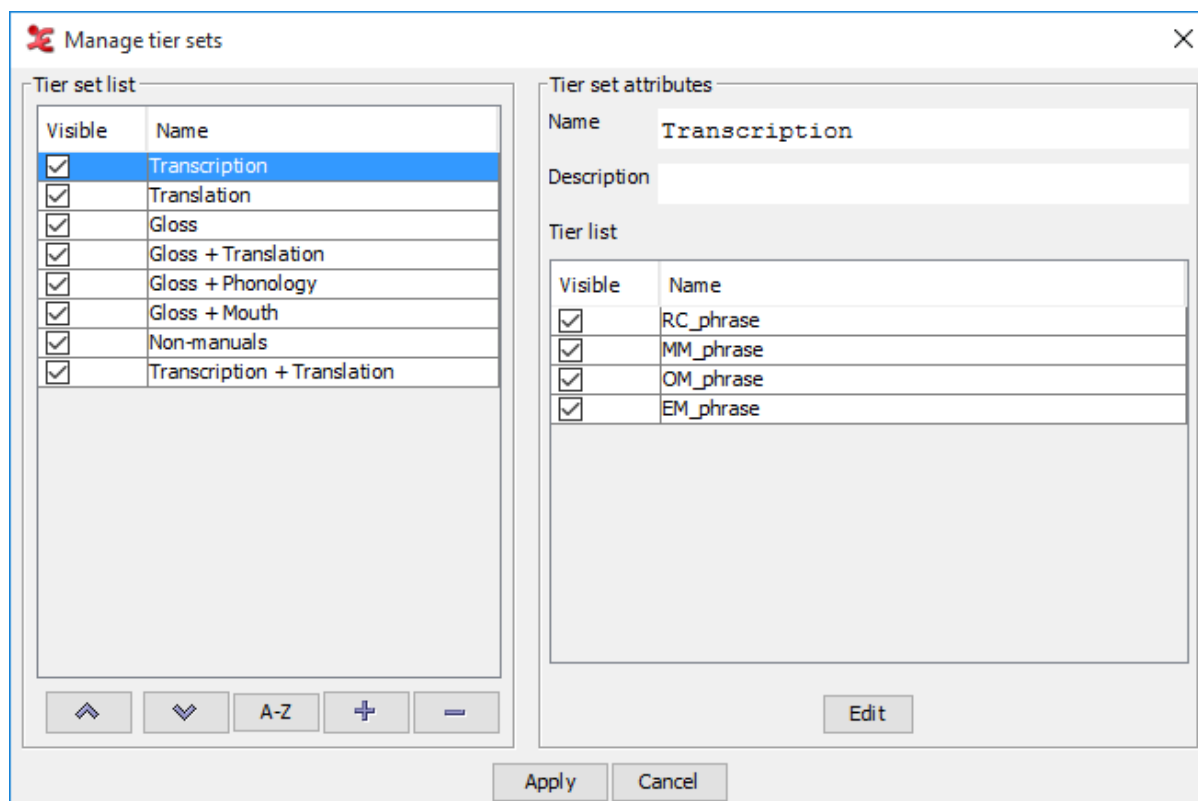 Manage tier sets
Tier set list
Visible Name
Transcription
Translation
Gloss
Gloss + Translation
Gloss + Phonology
Gloss + Mouth
Non-manuals
Transcription + Translation
A-Z
Tier set attributes
Name Transcription
Description
Tier list
Visible Name
RC_phrase
MM_phrase
OM_phrase
EM_phrase
Edit
Apply Cancel